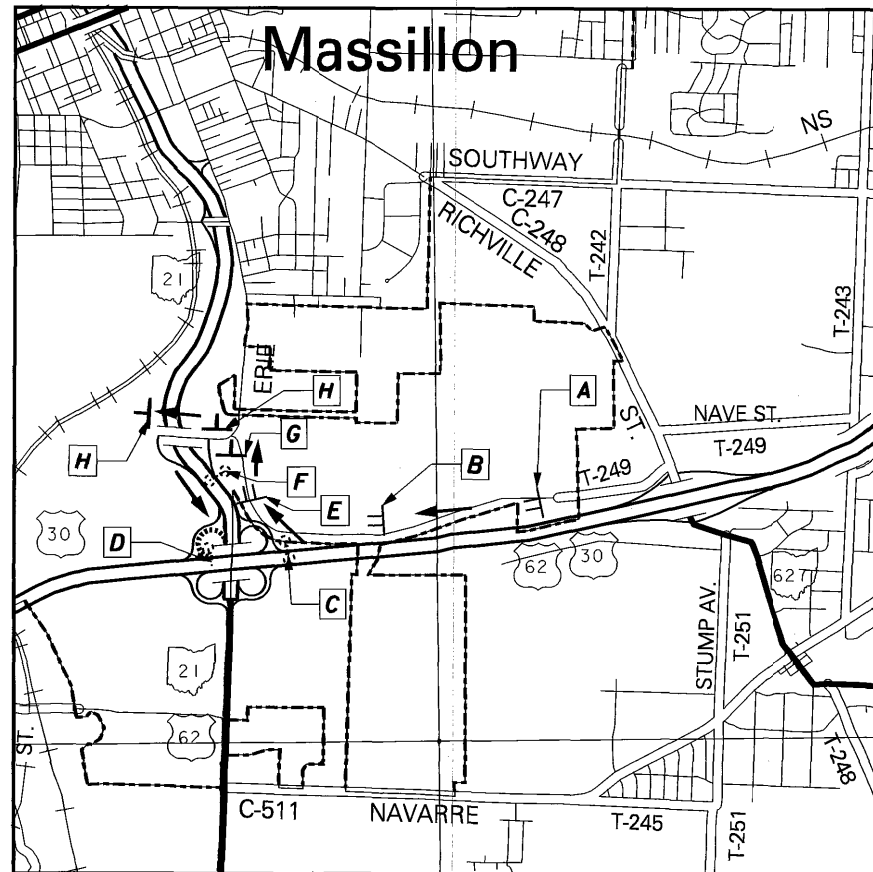 Massillon
NS
SOUTHWAY
C-247
C-248
RICHVILLE
T-242
21
T-243
ERIE
H
A
G
ST.
NAVE ST.
T-249
H
B
F
T-249
E
30
D
62
30
C
627
STUMP AV.
T-251
21
62
ST.
T-248
C-511
NAVARRE
T-245
T-251